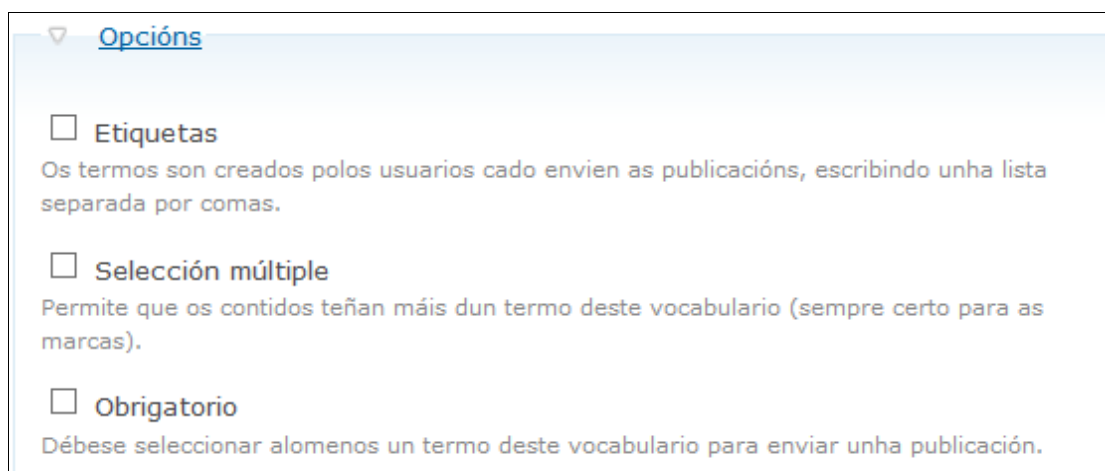 Opcións
Etiquetas
Os termos son creados polos usuarios cado envien as publicacións, escribindo unha lista
separada por comas.
Selección múltiple
Permite que os contidos teñan máis dun termo deste vocabulario (sempre certo para as
marcas).
Obrigatorio
Débese seleccionar alomenos un termo deste vocabulario para enviar unha publicación.